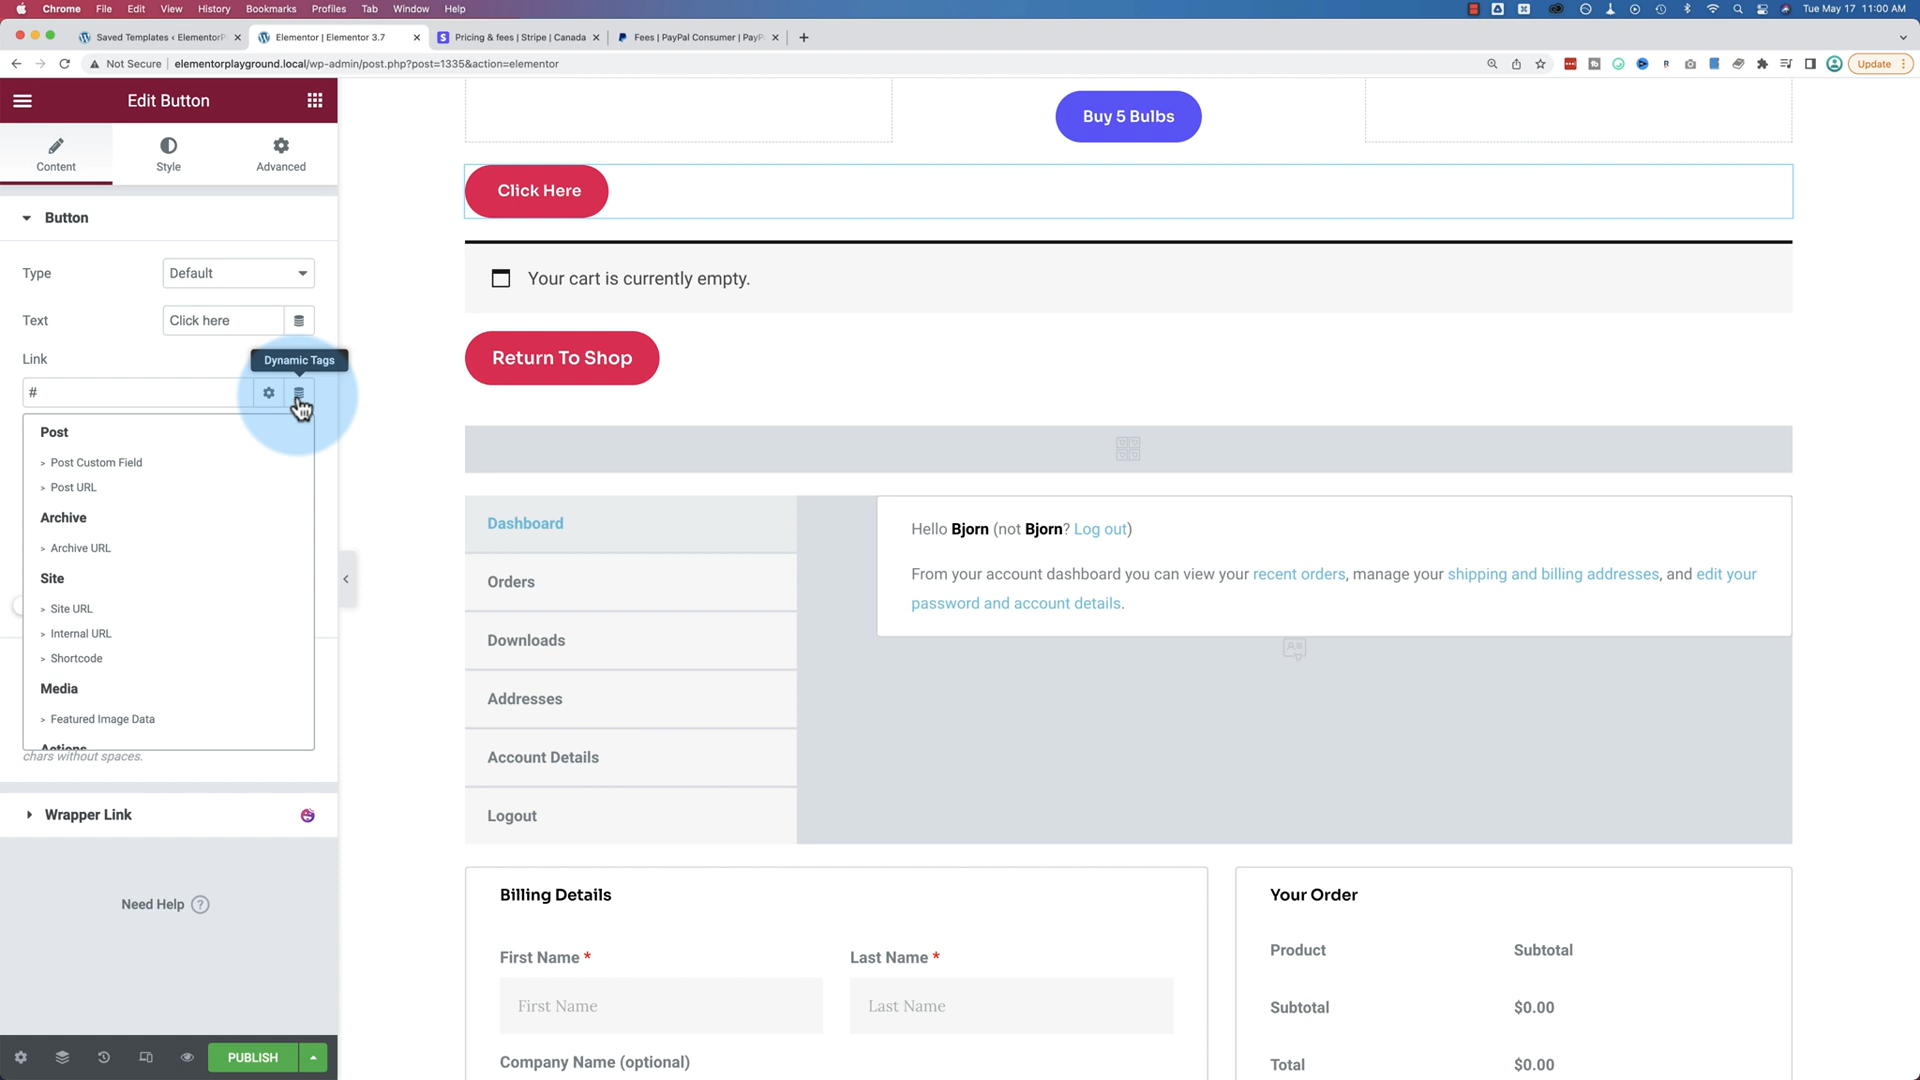 Chrome File Edit View History Bookmarks Profiles Tab Window Help Tue May 17 11:00 AM
Saved Templates ‹ ElementorP Elementor | Elementor 3.7 Pricing & fees | Stripe | Canada Fees | PayPal Consumer | PayP
Not Secure elementorplayground.local/wp-admin/post.php?post=1335&action=elementor Update
Edit Button
Content Style Advanced
Button
Type Default
Text Click here
Link
Dynamic Tags
#
Post
> Post Custom Field
> Post URL
Archive
> Archive URL
Site
> Site URL
> Internal URL
> Shortcode
Media
> Featured Image Data
Actions
chars without spaces.
Wrapper Link
Need Help ?
PUBLISH
Buy 5 Bulbs
Click Here
Your cart is currently empty.
Return To Shop
Dashboard
Orders
Downloads
Addresses
Account Details
Logout
Hello Bjorn (not Bjorn? Log out)
From your account dashboard you can view your recent orders, manage your shipping and billing addresses, and edit your
password and account details.
Billing Details
First Name * Last Name *
First Name Last Name
Company Name (optional)
Your Order
Product Subtotal
Subtotal $0.00
Total $0.00